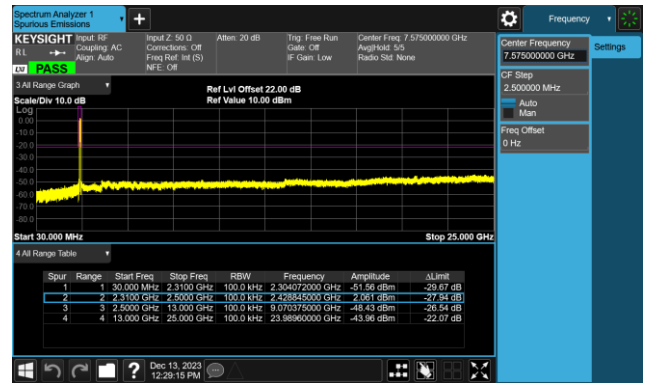 Spectrum Analyzer 1
Spurious Emissions
+
Frequency
KEYSIGHT
RL
Input: RF
Coupling: AC
Align: Auto
Input Z: 50 Ω
Corrections: Off
Freq Ref: Int (S)
NFE: Off
Atten: 20 dB
Trig: Free Run
Gate: Off
IF Gain: Low
Center Freq: 7.575000000 GHz
Avg|Hold: 5/5
Radio Std: None
LXI PASS
Center Frequency
7.575000000 GHz
Settings
CF Step
2.500000 MHz
Auto
Man
Freq Offset
0 Hz
3 All Range Graph
Ref Lvl Offset 22.00 dB
Scale/Div 10.0 dB
Ref Value 10.00 dBm
Log
0.00
-10.0
-20.0
-30.0
-40.0
-50.0
-60.0
-70.0
-80.0
Start 30.000 MHz
Stop 25.000 GHz
4 All Range Table
Spur Range Start Freq Stop Freq RBW Frequency Amplitude ΔLimit
1 1 30.000 MHz 2.3100 GHz 100.0 kHz 2.304072000 GHz -51.56 dBm -29.67 dB
2 2 2.3100 GHz 2.5000 GHz 100.0 kHz 2.428845000 GHz 2.061 dBm -27.94 dB
3 3 2.5000 GHz 13.000 GHz 100.0 kHz 9.070375000 GHz -48.43 dBm -26.54 dB
4 4 13.000 GHz 25.000 GHz 100.0 kHz 23.98960000 GHz -43.96 dBm -22.07 dB
?
Dec 13, 2023
12:29:15 PM